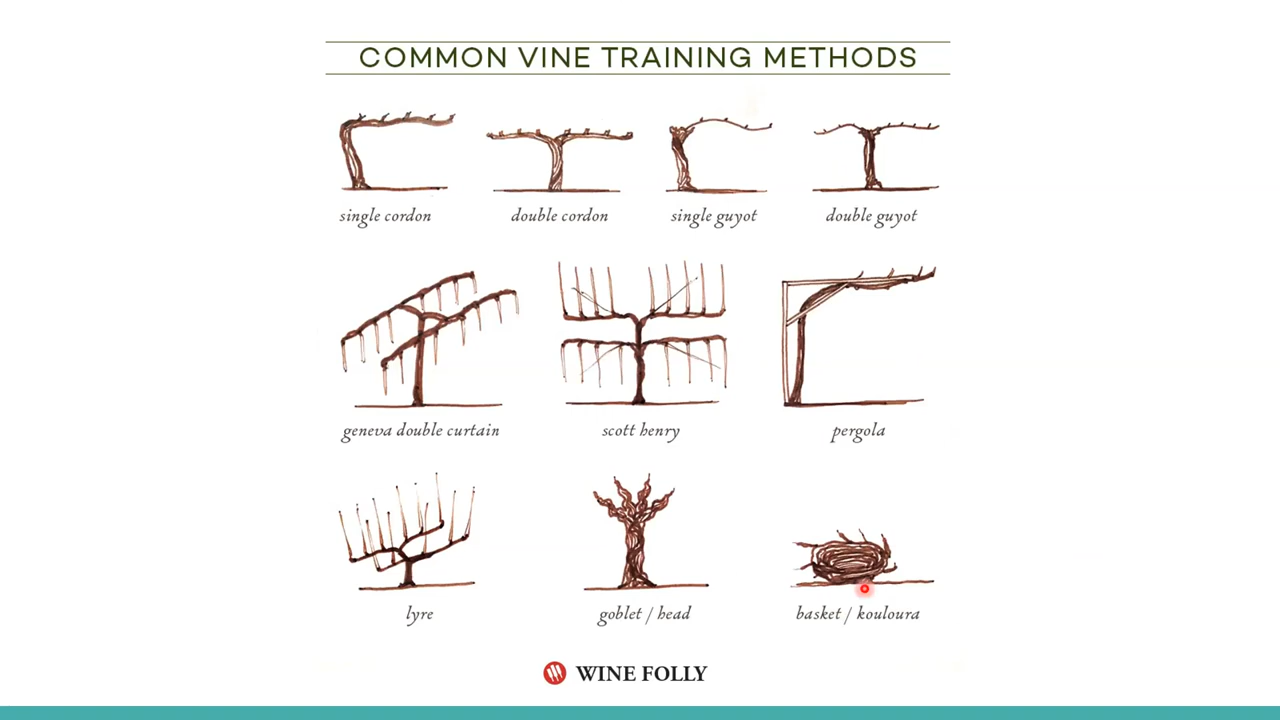 COMMON VINE TRAINING METHODS
single cordon
double cordon
single guyot
double guyot
geneva double curtain
scott henry
pergola
lyre
goblet / head
basket / kouloura
WINE FOLLY